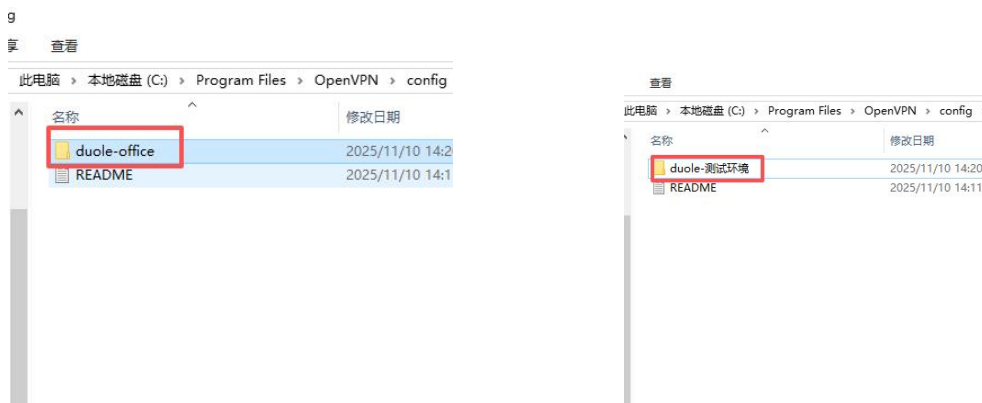 g
享 查看
此电脑 › 本地磁盘 (C:) › Program Files › OpenVPN › config
名称 修改日期
duole-office 2025/11/10 14:2
README 2025/11/10 14:1
查看
此电脑 › 本地磁盘 (C:) › Program Files › OpenVPN › config
名称 修改日期
duole-测试环境 2025/11/10 14:20
README 2025/11/10 14:11